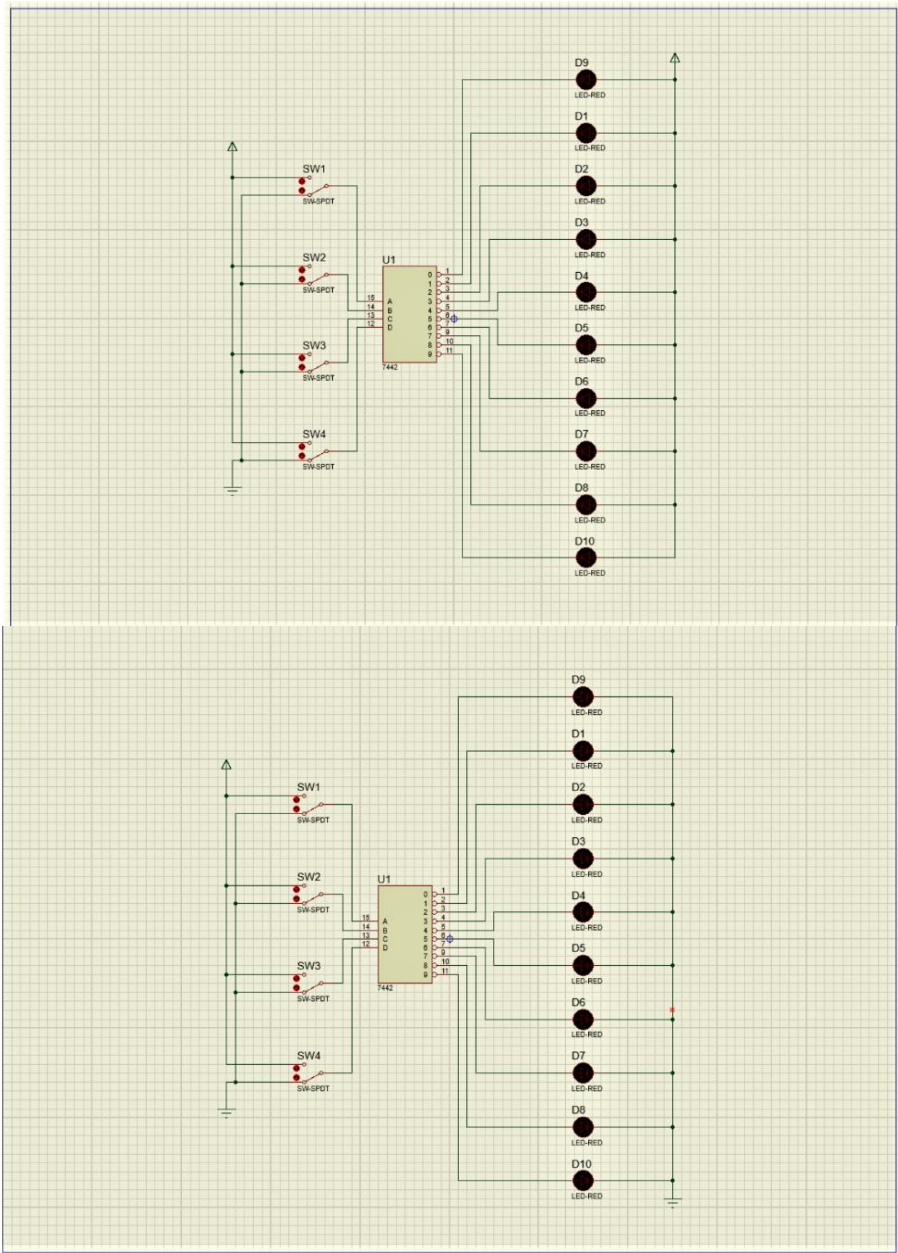 D9
LED-RED
D1
LED-RED
D2
LED-RED
D3
LED-RED
D4
LED-RED
D5
LED-RED
D6
LED-RED
D7
LED-RED
D8
LED-RED
D10
LED-RED
SW1
SW-SPDT
SW2
SW-SPDT
SW3
SW-SPDT
SW4
SW-SPDT
U1
15 A
14 B
13 C
12 D
0 1
1 2
2 3
3 4
4 5
5 6
6 7
7 9
8 10
9 11
7442
D9
LED-RED
D1
LED-RED
D2
LED-RED
D3
LED-RED
D4
LED-RED
D5
LED-RED
D6
LED-RED
D7
LED-RED
D8
LED-RED
D10
LED-RED
SW1
SW-SPDT
SW2
SW-SPDT
SW3
SW-SPDT
SW4
SW-SPDT
U1
15 A
14 B
13 C
12 D
0 1
1 2
2 3
3 4
4 5
5 6
6 7
7 9
8 10
9 11
7442